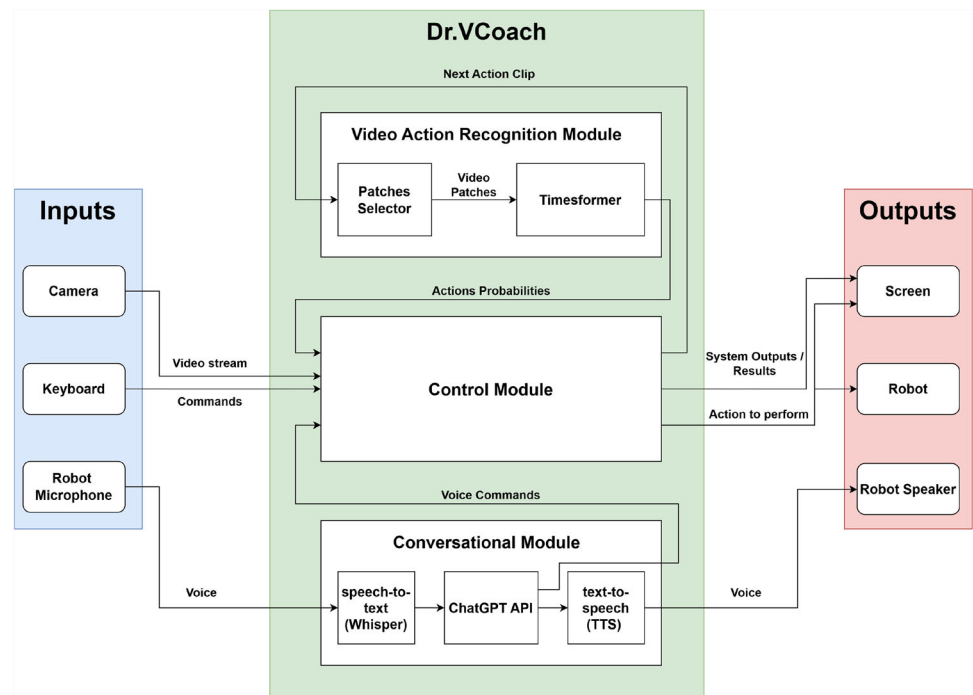 Dr.VCoach
Next Action Clip
Video Action Recognition Module
Patches
Selector
Video
Patches
Timesformer
Inputs
Outputs
Camera
Screen
Actions Probabilities
Video stream
System Outputs /
Results
Keyboard
Control Module
Robot
Commands
Action to perform
Robot
Microphone
Voice Commands
Robot Speaker
Conversational Module
Voice
speech-to-
text
(Whisper)
ChatGPT API
text-to-
speech
(TTS)
Voice